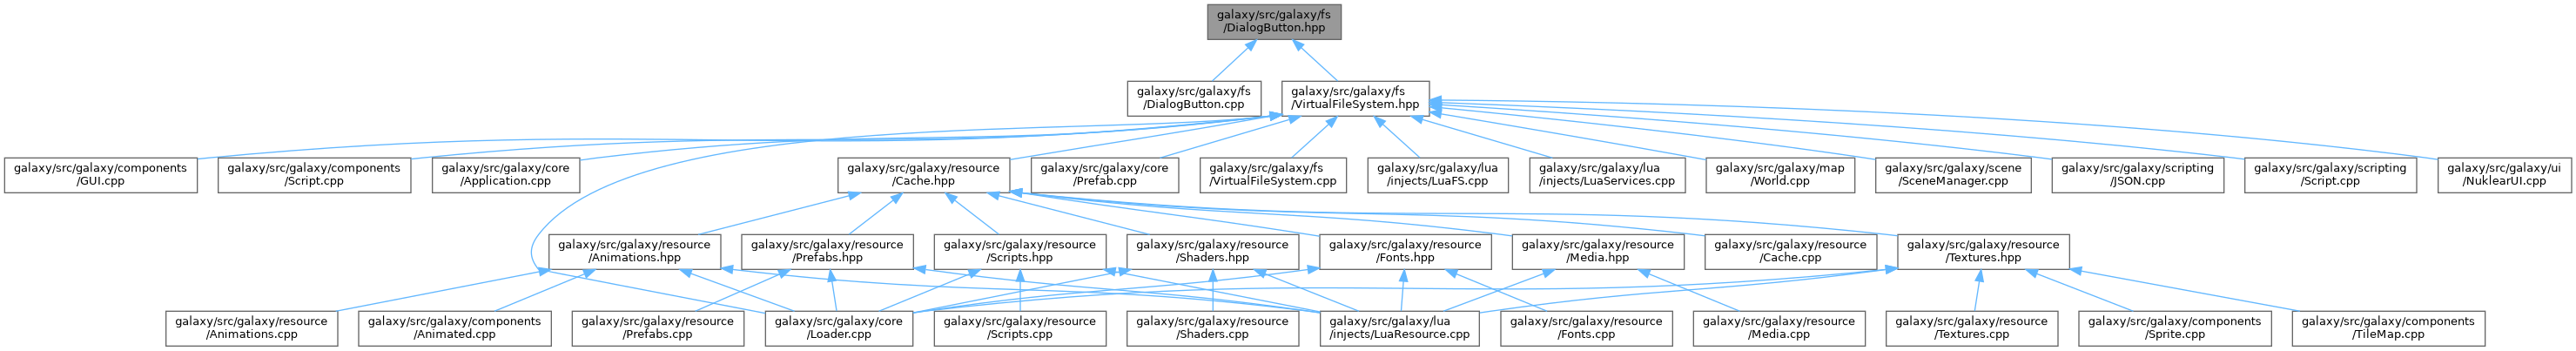 galaxy/src/galaxy/fs
/DialogButton.hpp
galaxy/src/galaxy/fs
/DialogButton.cpp
galaxy/src/galaxy/fs
/VirtualFileSystem.hpp
galaxy/src/galaxy/components
/GUI.cpp
galaxy/src/galaxy/components
/Script.cpp
galaxy/src/galaxy/core
/Application.cpp
galaxy/src/galaxy/resource
/Cache.hpp
galaxy/src/galaxy/core
/Prefab.cpp
galaxy/src/galaxy/fs
/VirtualFileSystem.cpp
galaxy/src/galaxy/lua
/injects/LuaFS.cpp
galaxy/src/galaxy/lua
/injects/LuaServices.cpp
galaxy/src/galaxy/map
/World.cpp
galaxy/src/galaxy/scene
/SceneManager.cpp
galaxy/src/galaxy/scripting
/JSON.cpp
galaxy/src/galaxy/scripting
/Script.cpp
galaxy/src/galaxy/ui
/NuklearUI.cpp
galaxy/src/galaxy/resource
/Animations.hpp
galaxy/src/galaxy/resource
/Prefabs.hpp
galaxy/src/galaxy/resource
/Scripts.hpp
galaxy/src/galaxy/resource
/Shaders.hpp
galaxy/src/galaxy/resource
/Fonts.hpp
galaxy/src/galaxy/resource
/Media.hpp
galaxy/src/galaxy/resource
/Cache.cpp
galaxy/src/galaxy/resource
/Textures.hpp
galaxy/src/galaxy/resource
/Animations.cpp
galaxy/src/galaxy/components
/Animated.cpp
galaxy/src/galaxy/resource
/Prefabs.cpp
galaxy/src/galaxy/core
/Loader.cpp
galaxy/src/galaxy/resource
/Scripts.cpp
galaxy/src/galaxy/resource
/Shaders.cpp
galaxy/src/galaxy/lua
/injects/LuaResource.cpp
galaxy/src/galaxy/resource
/Fonts.cpp
galaxy/src/galaxy/resource
/Media.cpp
galaxy/src/galaxy/resource
/Textures.cpp
galaxy/src/galaxy/components
/Sprite.cpp
galaxy/src/galaxy/components
/TileMap.cpp